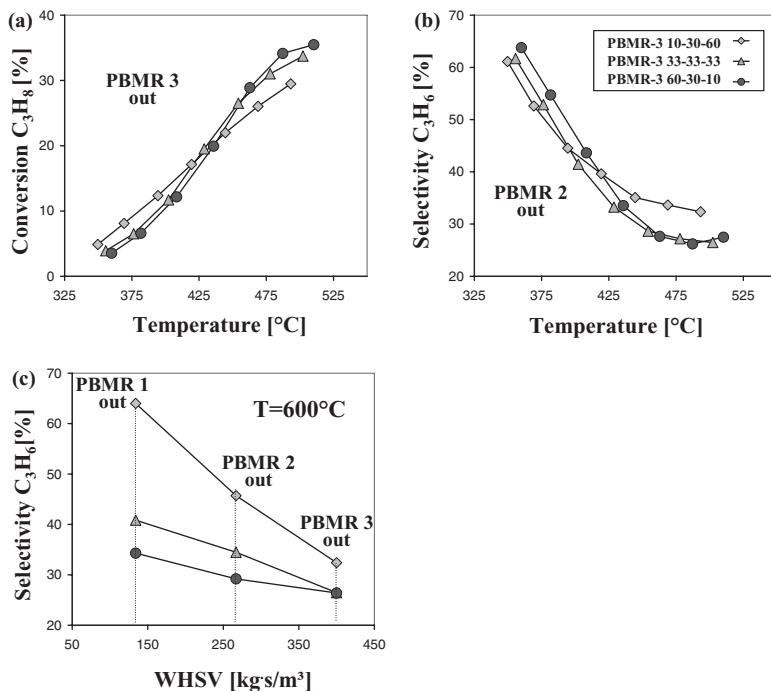 (a)
Conversion C₃H₈ [%]
40
30
20
10
0
PBMR 3
out
325
375
425
475
525
Temperature [°C]
(b)
Selectivity C₃H₆ [%]
70
60
50
40
30
20
PBMR-3 10-30-60
PBMR-3 33-33-33
PBMR-3 60-30-10
PBMR 2
out
325
375
425
475
525
Temperature [°C]
(c)
Selectivity C₃H₆[%]
70
60
50
40
30
20
PBMR 1
out
T=600°C
PBMR 2
out
PBMR 3
out
50
150
250
350
450
WHSV [kg·s/m³]